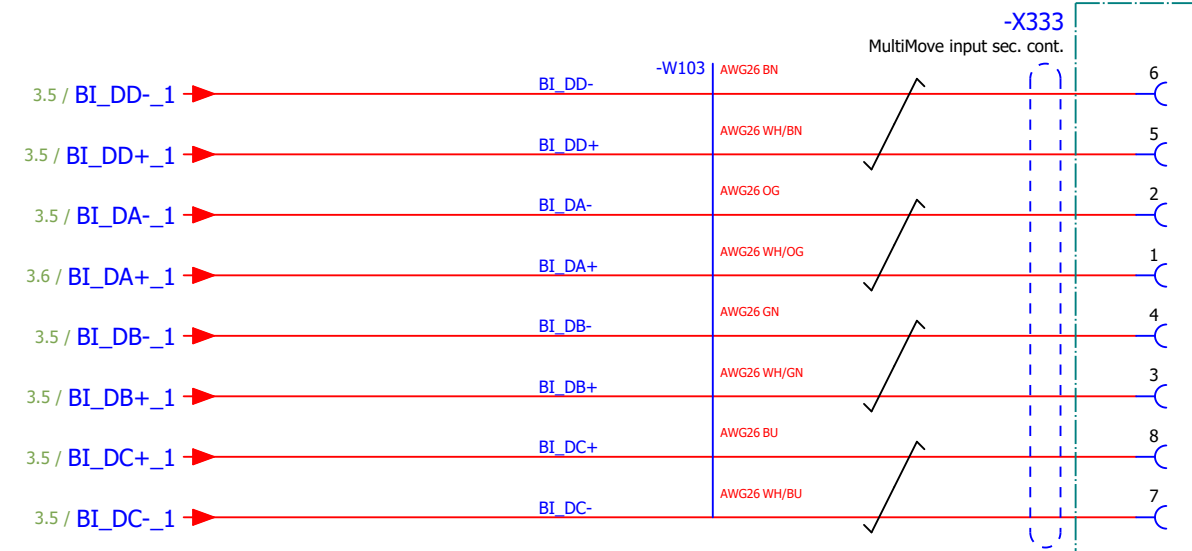 -X333
MultiMove input sec. cont.
-W103
3.5 / BI_DD-_1 BI_DD- AWG26 BN 6
3.5 / BI_DD+_1 BI_DD+ AWG26 WH/BN 5
3.5 / BI_DA-_1 BI_DA- AWG26 OG 2
3.6 / BI_DA+_1 BI_DA+ AWG26 WH/OG 1
3.5 / BI_DB-_1 BI_DB- AWG26 GN 4
3.5 / BI_DB+_1 BI_DB+ AWG26 WH/GN 3
3.5 / BI_DC+_1 BI_DC+ AWG26 BU 8
3.5 / BI_DC-_1 BI_DC- AWG26 WH/BU 7